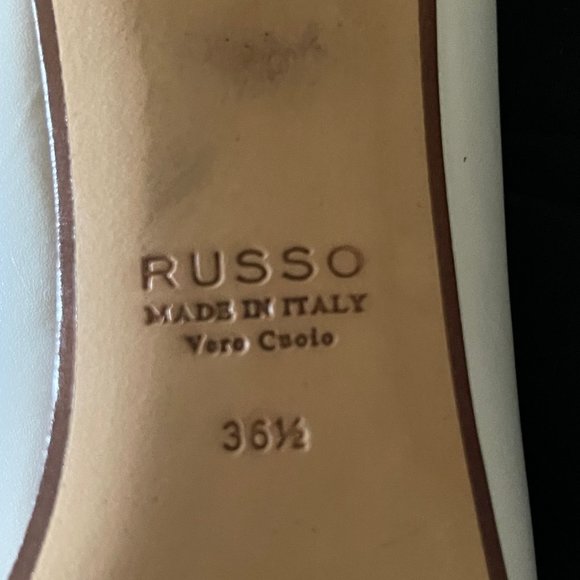 RUSSO
MADE IN ITALY
Vero Cuoio
36½